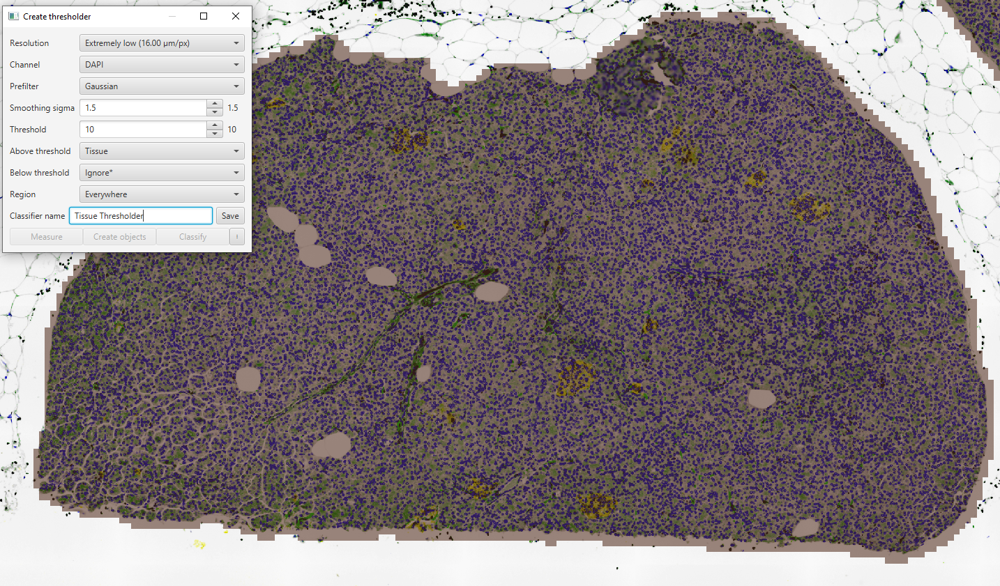 Create thresholder
Resolution Extremely low (16.00 µm/px)
Channel DAPI
Prefilter Gaussian
Smoothing sigma 1.5 1.5
Threshold 10 10
Above threshold Tissue
Below threshold Ignore*
Region Everywhere
Classifier name Tissue Thresholder Save
Measure Create objects Classify